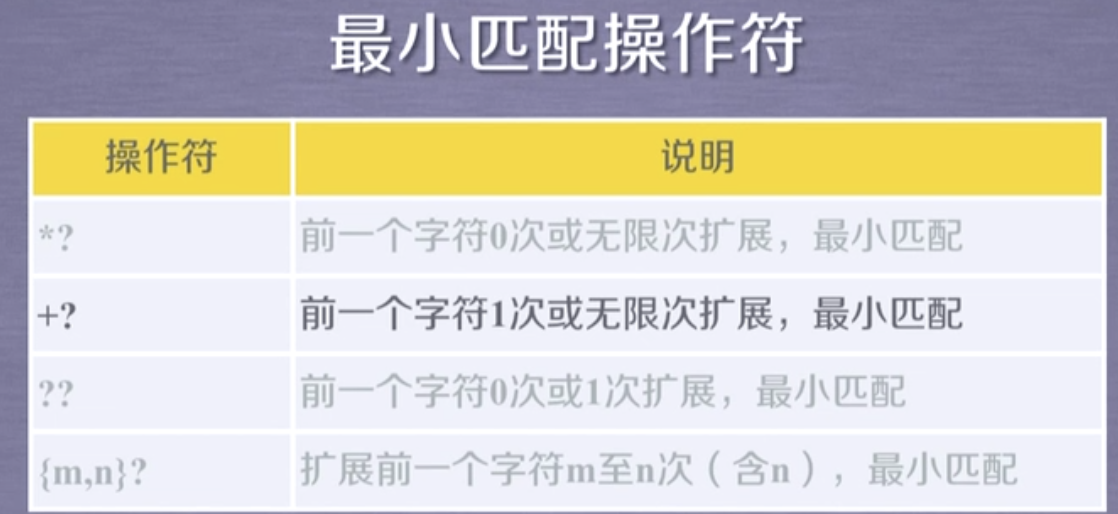 最小匹配操作符
操作符 说明
*? 前一个字符0次或无限次扩展，最小匹配
+? 前一个字符1次或无限次扩展，最小匹配
?? 前一个字符0次或1次扩展，最小匹配
{m,n}? 扩展前一个字符m至n次（含n），最小匹配